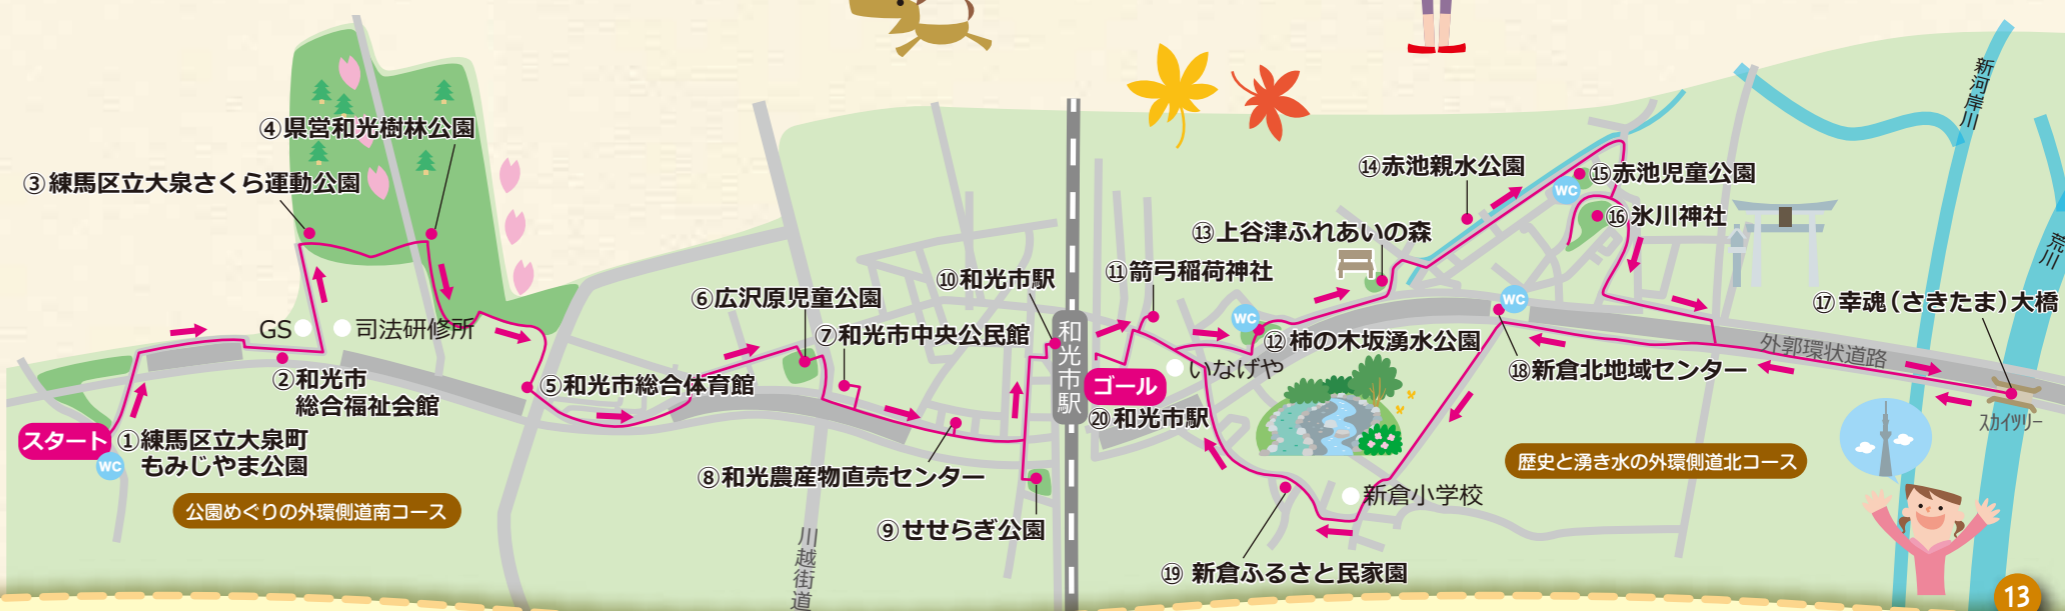 新河岸川
荒川
④県営和光樹林公園
③練馬区立大泉さくら運動公園
GS
司法研修所
②和光市
総合福祉会館
スタート
①練馬区立大泉町
もみじやま公園
WC
公園めぐりの外環側道南コース
⑤和光市総合体育館
⑥広沢原児童公園
⑦和光市中央公民館
⑧和光農産物直売センター
⑨せせらぎ公園
川越街道
⑩和光市駅
和光市駅
ゴール
⑳和光市駅
⑪箭弓稲荷神社
いなげや
WC
⑫柿の木坂湧水公園
⑬上谷津ふれあいの森
⑭赤池親水公園
WC
⑮赤池児童公園
⑯氷川神社
⑰幸魂(さきたま)大橋
外郭環状道路
スカイツリー
WC
⑱新倉北地域センター
歴史と湧き水の外環側道北コース
新倉小学校
⑲ 新倉ふるさと民家園
13